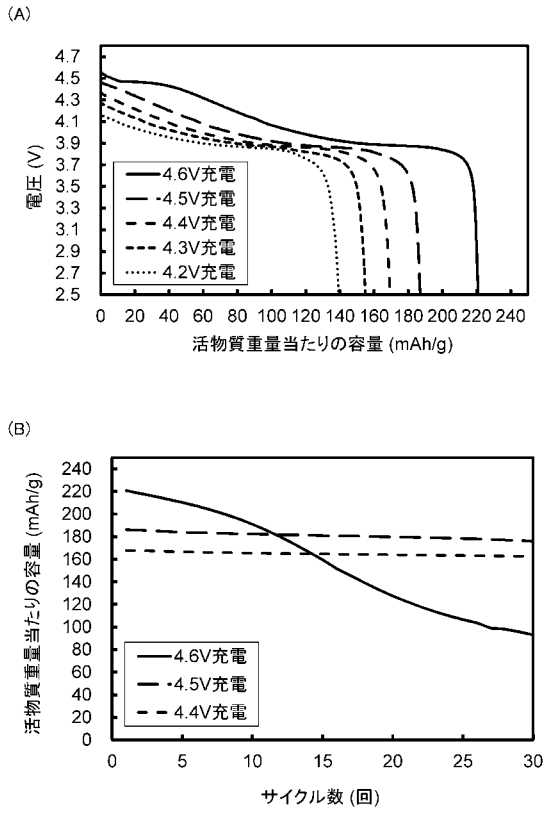 (A)
4.7
4.5
4.3
4.1
3.9
3.7
3.5
3.3
3.1
2.9
2.7
2.5
電圧 (V)
4.6V充電
4.5V充電
4.4V充電
4.3V充電
4.2V充電
0 20 40 60 80 100 120 140 160 180 200 220 240
活物質重量当たりの容量 (mAh/g)
(B)
240
220
200
180
160
140
120
100
80
60
40
20
0
活物質重量当たりの容量 (mAh/g)
4.6V充電
4.5V充電
4.4V充電
0 5 10 15 20 25 30
サイクル数 (回)